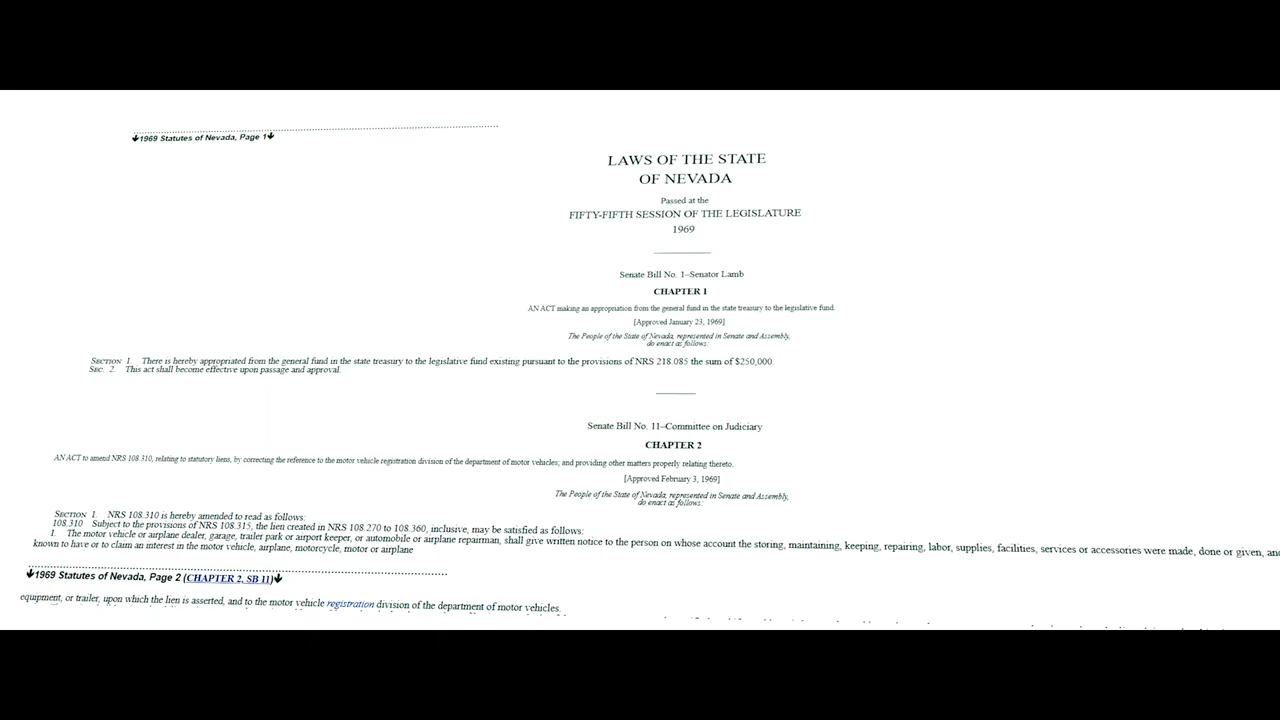 🡻1969 Statutes of Nevada, Page 1🡻
LAWS OF THE STATE
OF NEVADA
Passed at the
FIFTY-FIFTH SESSION OF THE LEGISLATURE
1969
Senate Bill No. 1–Senator Lamb
CHAPTER 1
AN ACT making an appropriation from the general fund in the state treasury to the legislative fund.
[Approved January 23, 1969]
The People of the State of Nevada, represented in Senate and Assembly,
do enact as follows:
SECTION 1. There is hereby appropriated from the general fund in the state treasury to the legislative fund existing pursuant to the provisions of NRS 218.085 the sum of $250,000.
SEC. 2. This act shall become effective upon passage and approval.
Senate Bill No. 11–Committee on Judiciary
CHAPTER 2
AN ACT to amend NRS 108.310, relating to statutory liens, by correcting the reference to the motor vehicle registration division of the department of motor vehicles; and providing other matters properly relating thereto.
[Approved February 3, 1969]
The People of the State of Nevada, represented in Senate and Assembly,
do enact as follows:
SECTION 1. NRS 108.310 is hereby amended to read as follows:
108.310 Subject to the provisions of NRS 108.315, the lien created in NRS 108.270 to 108.360, inclusive, may be satisfied as follows:
1. The motor vehicle or airplane dealer, garage, trailer park or airport keeper, or automobile or airplane repairman, shall give written notice to the person on whose account the storing, maintaining, keeping, repairing, labor, supplies, facilities, services or accessories were made, done or given, and
known to have or to claim an interest in the motor vehicle, airplane, motorcycle, motor or airplane
🡻1969 Statutes of Nevada, Page 2 (CHAPTER 2, SB 11)🡻
equipment, or trailer, upon which the lien is asserted, and to the motor vehicle registration division of the department of motor vehicles.